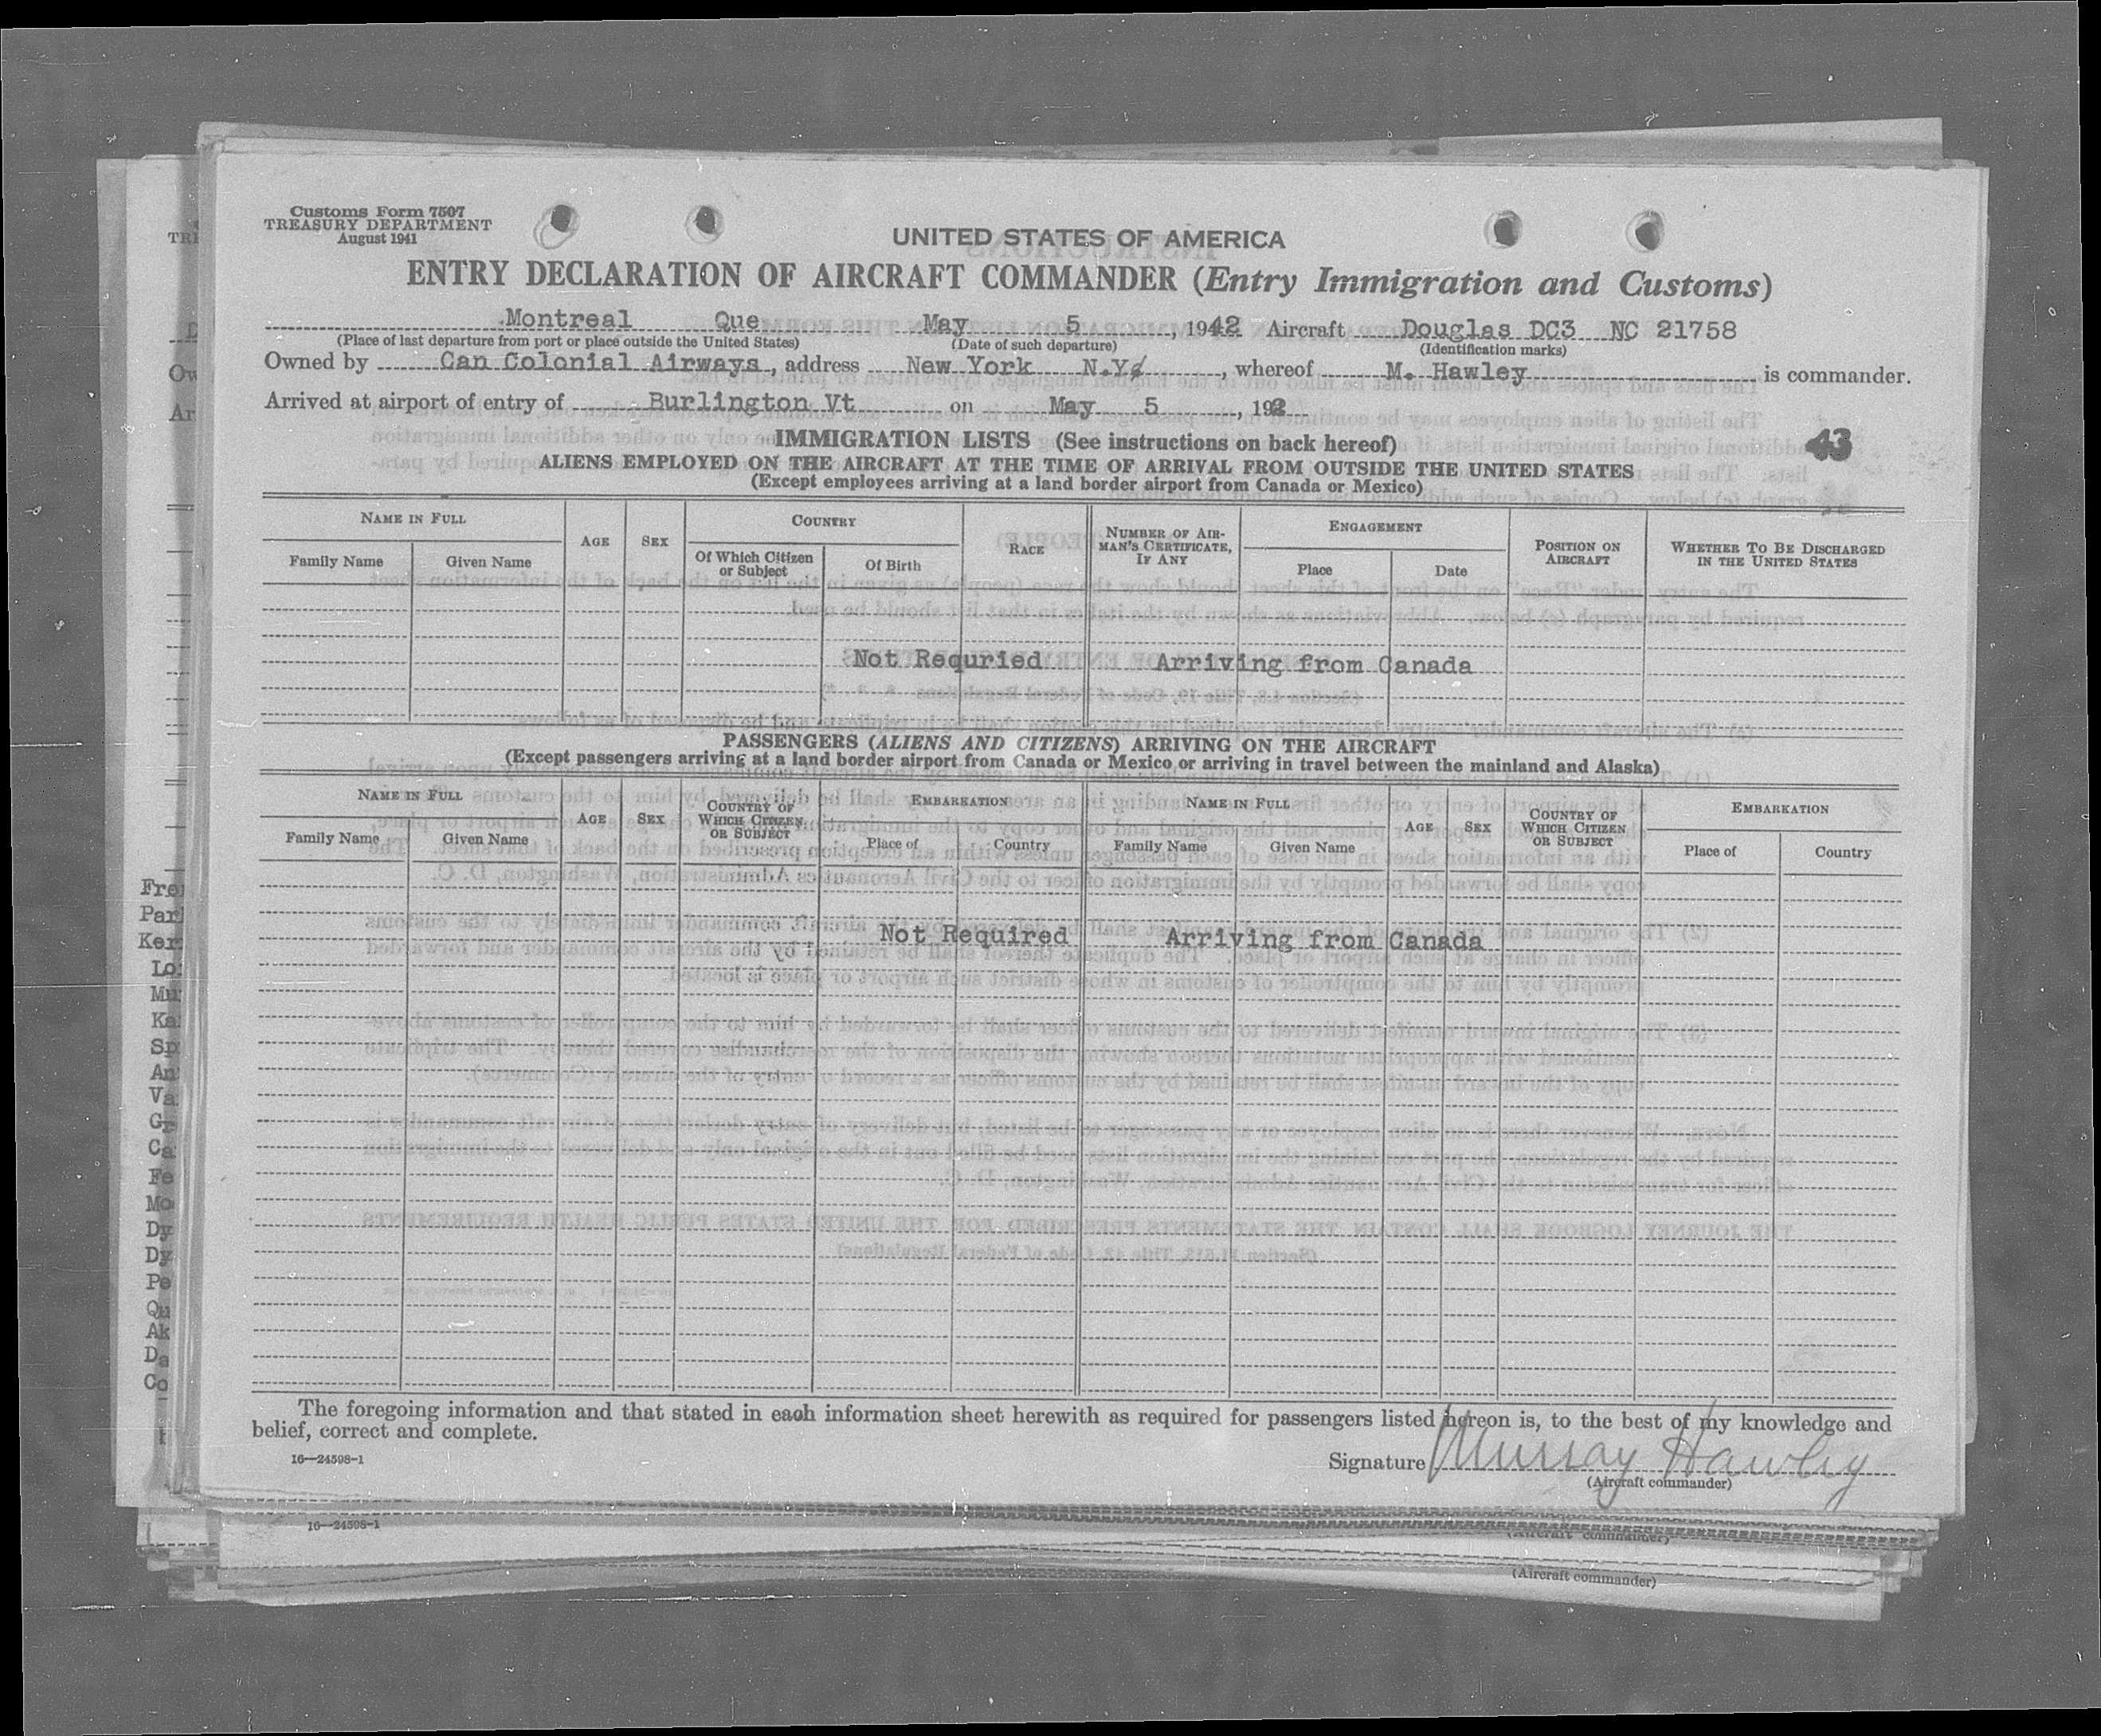 Customs Form 7507
TREASURY DEPARTMENT
August 1941
UNITED STATES OF AMERICA
ENTRY DECLARATION OF AIRCRAFT COMMANDER (Entry Immigration and Customs)
Montreal Que May 5, 1942 Aircraft Douglas DC3 NC 21758
(Place of last departure from port or place outside the United States) (Date of such departure) (Identification marks)
Owned by Can Colonial Airways, address New York N.Y., whereof M. Hawley is commander.
Arrived at airport of entry of Burlington Vt on May 5, 192
IMMIGRATION LISTS (See instructions on back hereof)
43
ALIENS EMPLOYED ON THE AIRCRAFT AT THE TIME OF ARRIVAL FROM OUTSIDE THE UNITED STATES
(Except employees arriving at a land border airport from Canada or Mexico)
NAME IN FULL
Family Name
Given Name
AGE
SEX
COUNTRY
Of Which Citizen
or Subject
Of Birth
RACE
NUMBER OF AIR-
MAN'S CERTIFICATE,
IF ANY
ENGAGEMENT
Place
Date
POSITION ON
AIRCRAFT
WHETHER TO BE DISCHARGED
IN THE UNITED STATES
Not Requried Arriving from Canada
PASSENGERS (ALIENS AND CITIZENS) ARRIVING ON THE AIRCRAFT
(Except passengers arriving at a land border airport from Canada or Mexico or arriving in travel between the mainland and Alaska)
NAME IN FULL
Family Name
Given Name
AGE
SEX
COUNTRY OF
WHICH CITIZEN
OR SUBJECT
EMBARKATION
Place of
Country
NAME IN FULL
Family Name
Given Name
AGE
SEX
COUNTRY OF
WHICH CITIZEN
OR SUBJECT
EMBARKATION
Place of
Country
Not Required Arriving from Canada
The foregoing information and that stated in each information sheet herewith as required for passengers listed hereon is, to the best of my knowledge and
belief, correct and complete.
16—24598-1
Signature Murray Hawley
(Aircraft commander)
16—24598-1
(Aircraft commander)
(Aircraft commander)